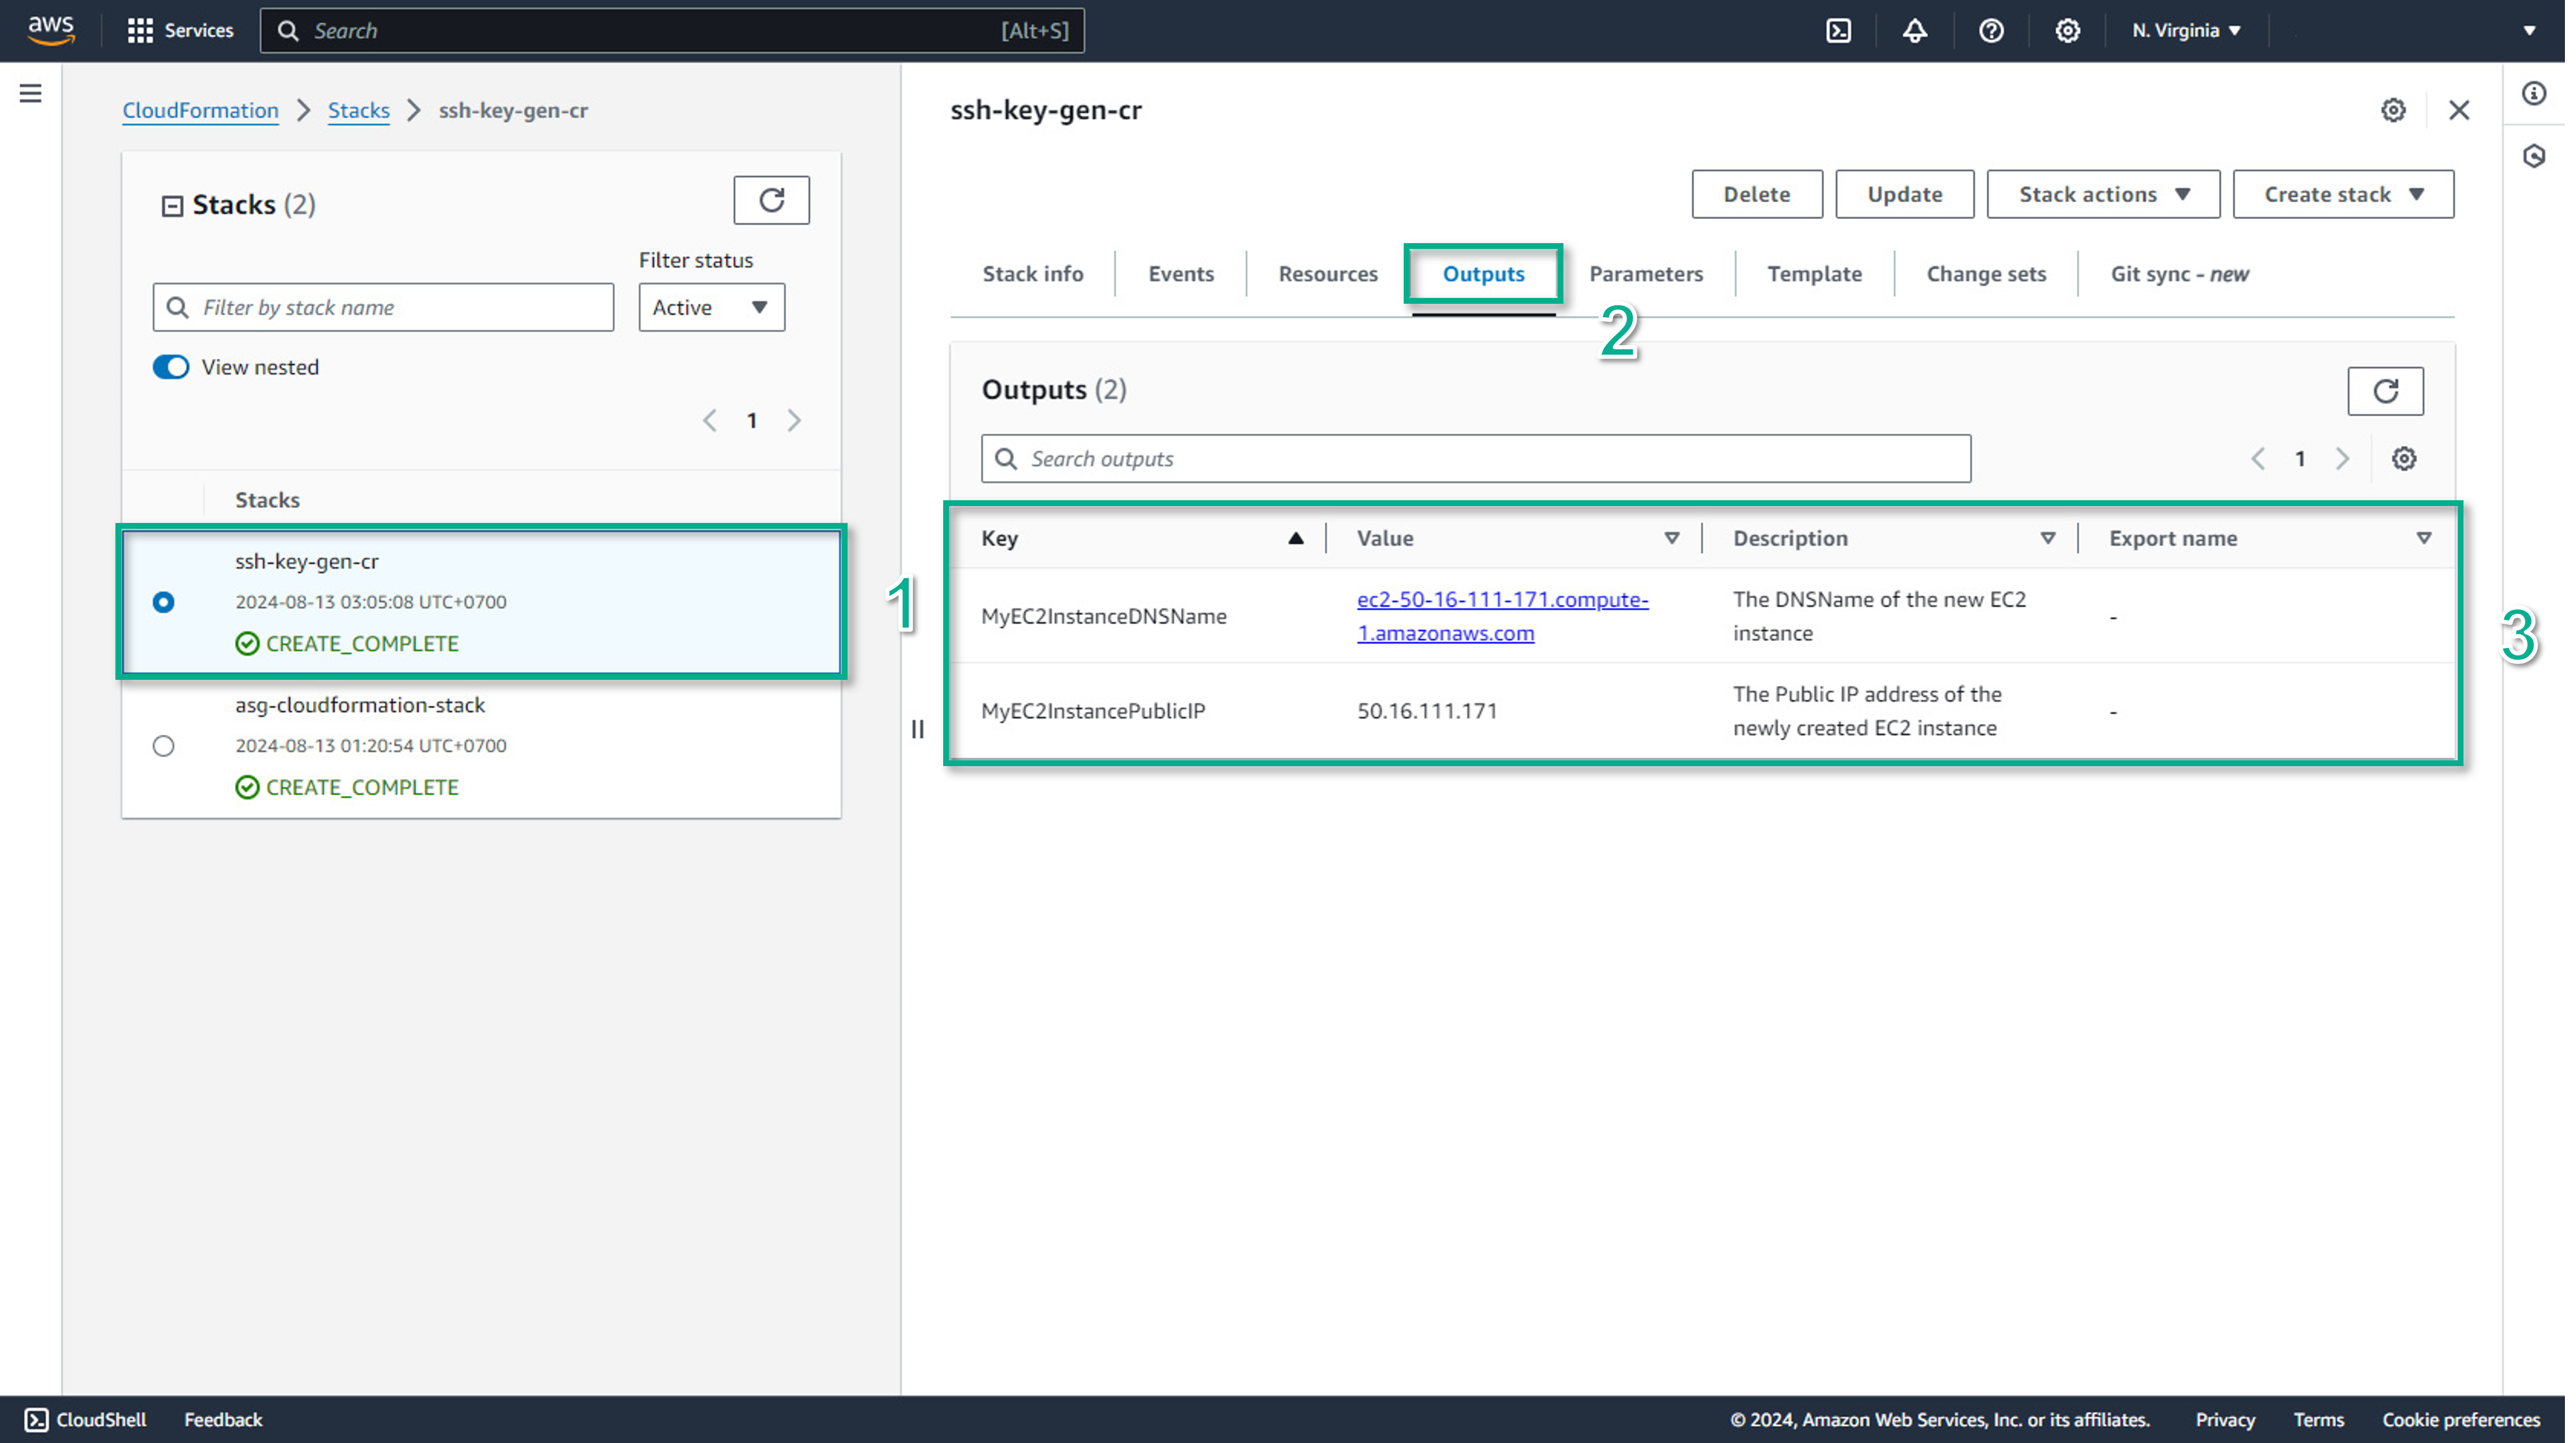 aws
Services
Search
[Alt+S]
N. Virginia
CloudFormation
Stacks
ssh-key-gen-cr
Stacks (2)
Filter status
Filter by stack name
Active
View nested
1
Stacks
ssh-key-gen-cr
2024-08-13 03:05:08 UTC+0700
CREATE_COMPLETE
asg-cloudformation-stack
2024-08-13 01:20:54 UTC+0700
CREATE_COMPLETE
1
ssh-key-gen-cr
Delete
Update
Stack actions
Create stack
Stack info
Events
Resources
Outputs
Parameters
Template
Change sets
Git sync - new
2
Outputs (2)
Search outputs
1
Key
Value
Description
Export name
MyEC2InstanceDNSName
ec2-50-16-111-171.compute-
1.amazonaws.com
The DNSName of the new EC2
instance
-
MyEC2InstancePublicIP
50.16.111.171
The Public IP address of the
newly created EC2 instance
-
3
CloudShell
Feedback
© 2024, Amazon Web Services, Inc. or its affiliates.
Privacy
Terms
Cookie preferences